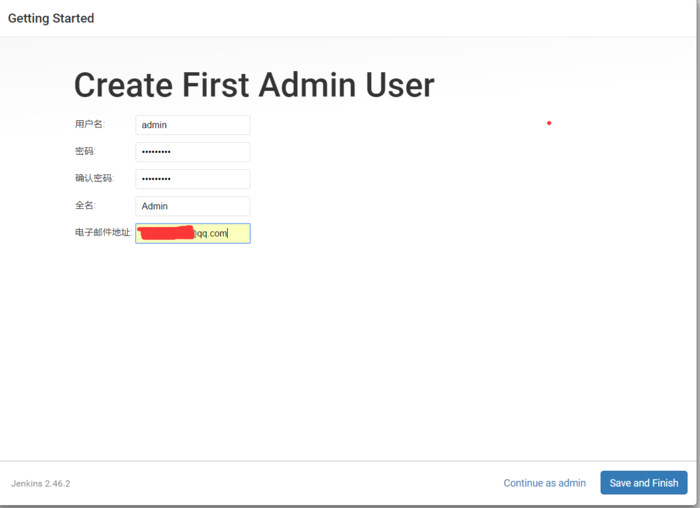 Getting Started
Create First Admin User
用户名: admin
密码: •••••••••
确认密码: •••••••••
全名: Admin
电子邮件地址: @qq.com
Jenkins 2.46.2
Continue as admin
Save and Finish